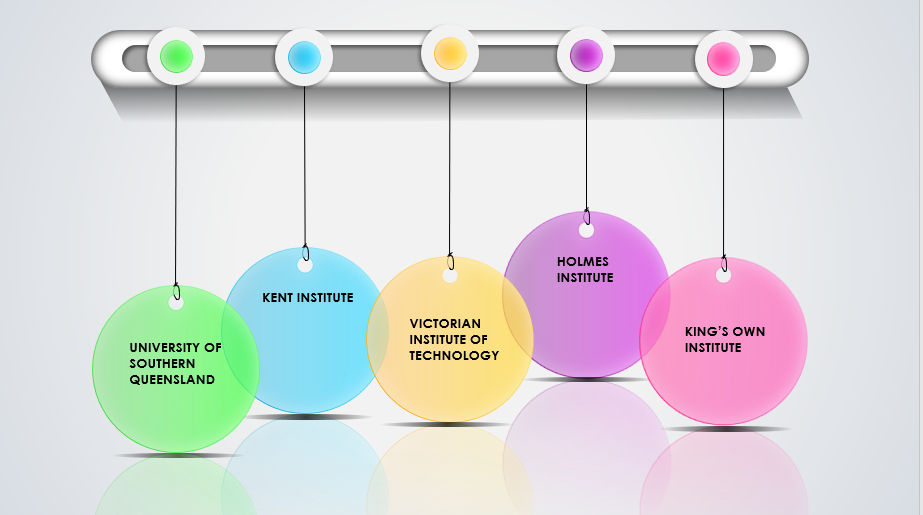 UNIVERSITY OF
SOUTHERN
QUEENSLAND
KENT INSTITUTE
VICTORIAN
INSTITUTE OF
TECHNOLOGY
HOLMES
INSTITUTE
KING’S OWN
INSTITUTE